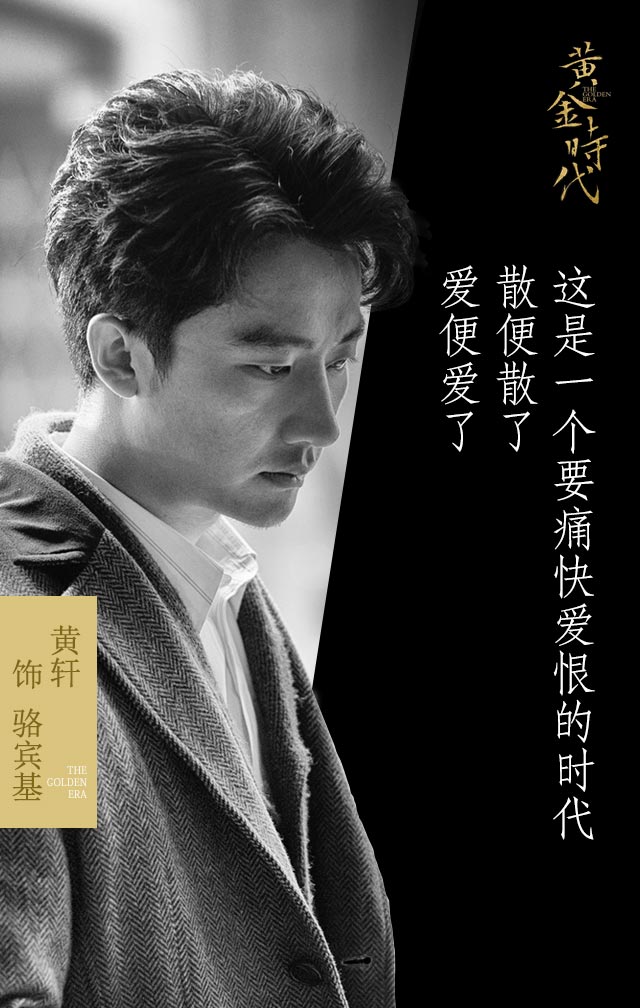 黄金時代
THE
GOLDEN
ERA
这是一个要痛快爱恨的时代
散便散了
爱便爱了
黄轩
饰 骆宾基
THE
GOLDEN
ERA